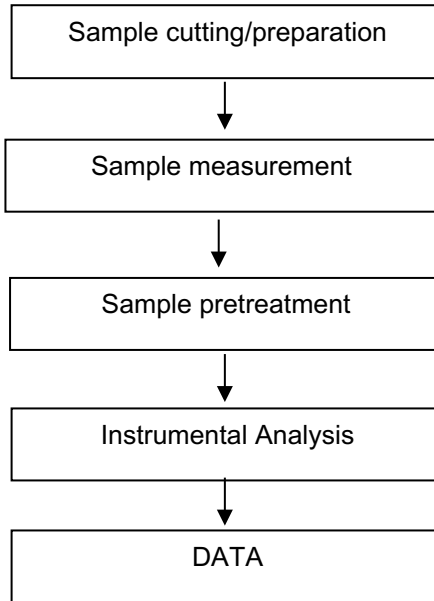 Sample cutting/preparation
Sample measurement
Sample pretreatment
Instrumental Analysis
DATA